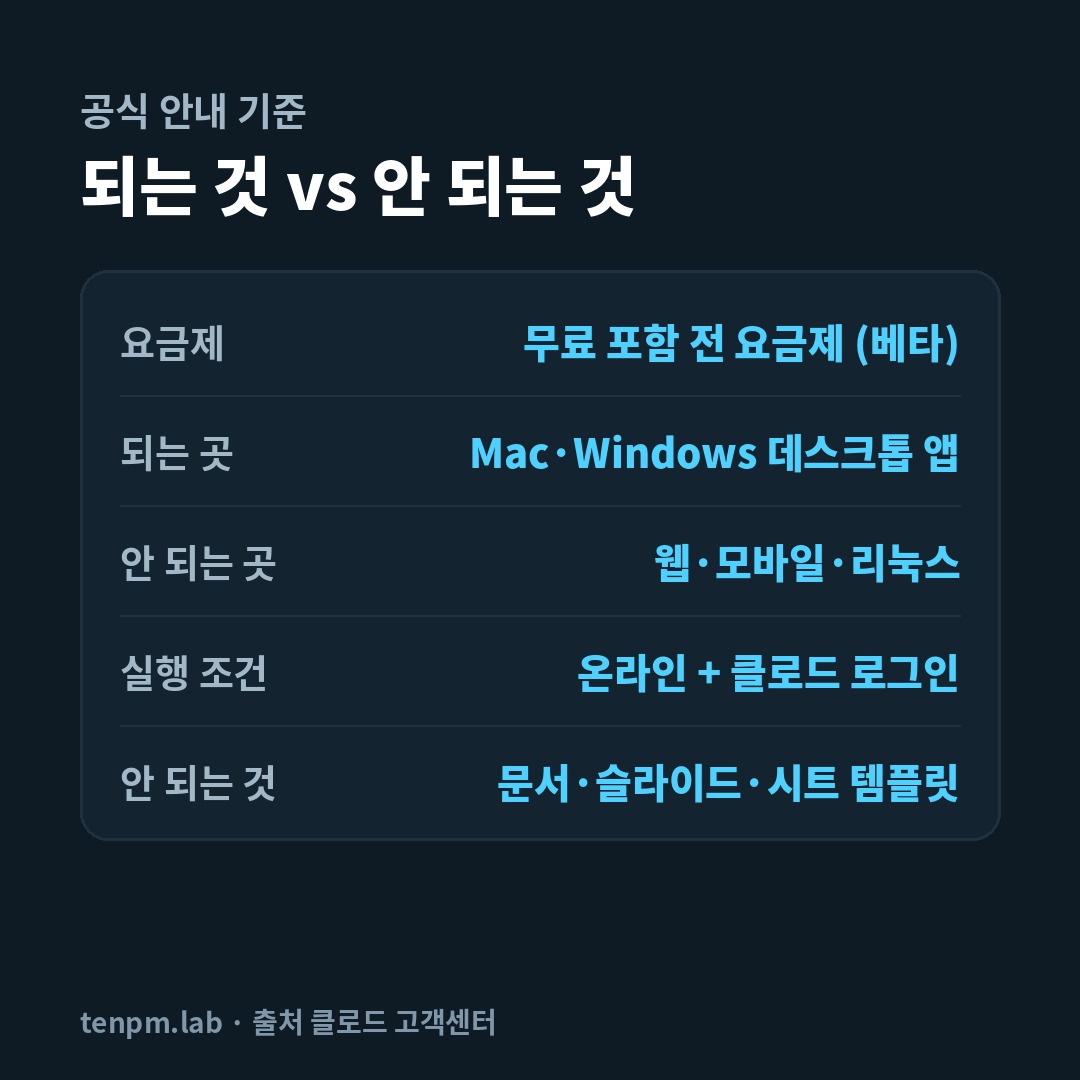 공식 안내 기준
되는 것 vs 안 되는 것
요금제 무료 포함 전 요금제 (베타)
되는 곳 Mac·Windows 데스크톱 앱
안 되는 곳 웹·모바일·리눅스
실행 조건 온라인 + 클로드 로그인
안 되는 것 문서·슬라이드·시트 템플릿
tenpm.lab · 출처 클로드 고객센터